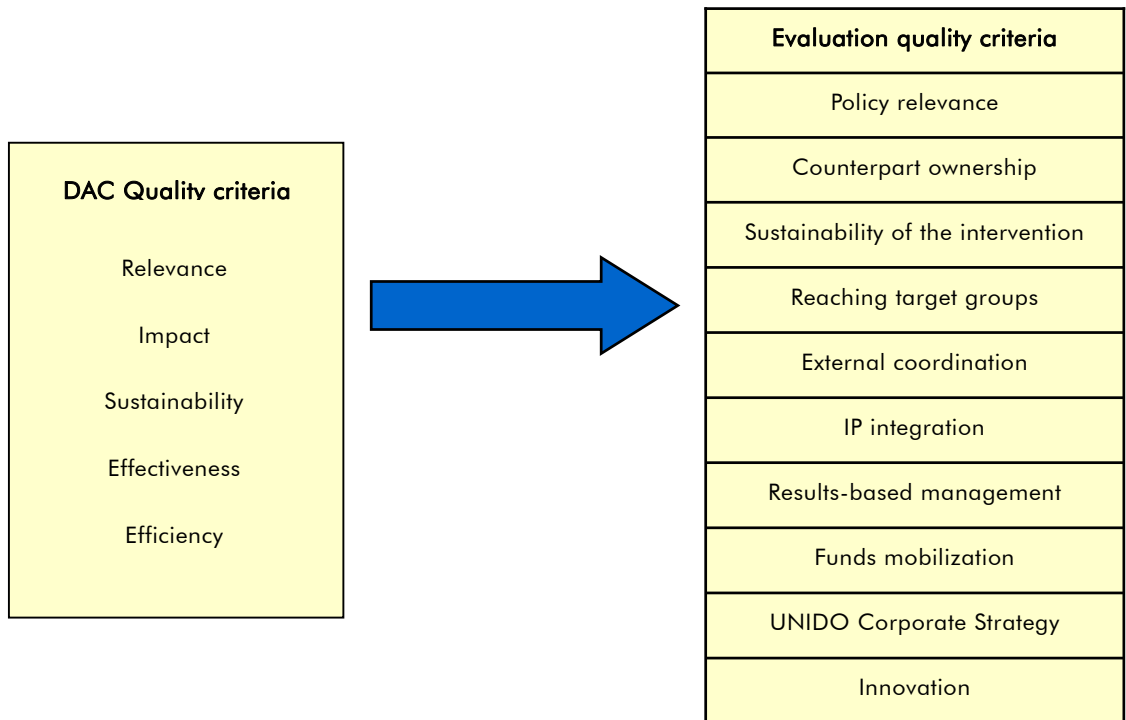 DAC Quality criteria
Relevance
Impact
Sustainability
Effectiveness
Efficiency
Evaluation quality criteria
Policy relevance
Counterpart ownership
Sustainability of the intervention
Reaching target groups
External coordination
IP integration
Results-based management
Funds mobilization
UNIDO Corporate Strategy
Innovation